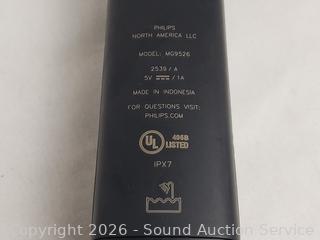 PHILIPS
NORTH AMERICA LLC
MODEL: MG9526
2539 / A
5V ⎓ / 1A
MADE IN INDONESIA
FOR QUESTIONS VISIT:
PHILIPS.COM
UL 406B
LISTED
IPX7
Copyright 2026 - Sound Auction Service